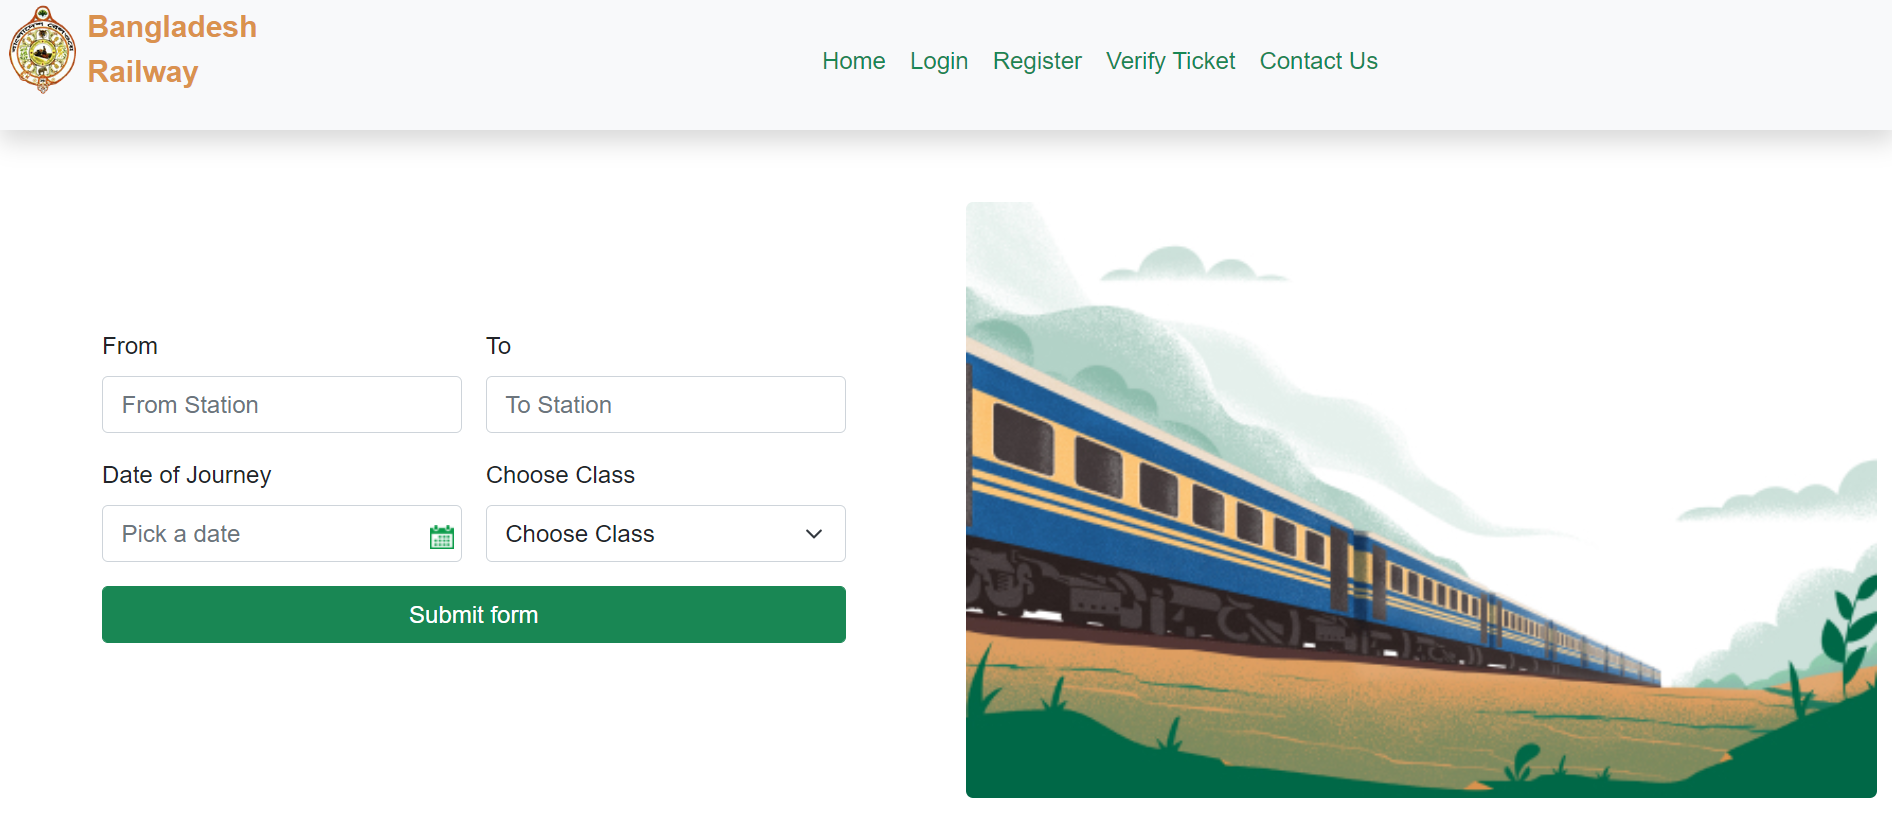 Bangladesh
Railway
Home Login Register Verify Ticket Contact Us
From To
From Station To Station
Date of Journey Choose Class
Pick a date Choose Class
Submit form